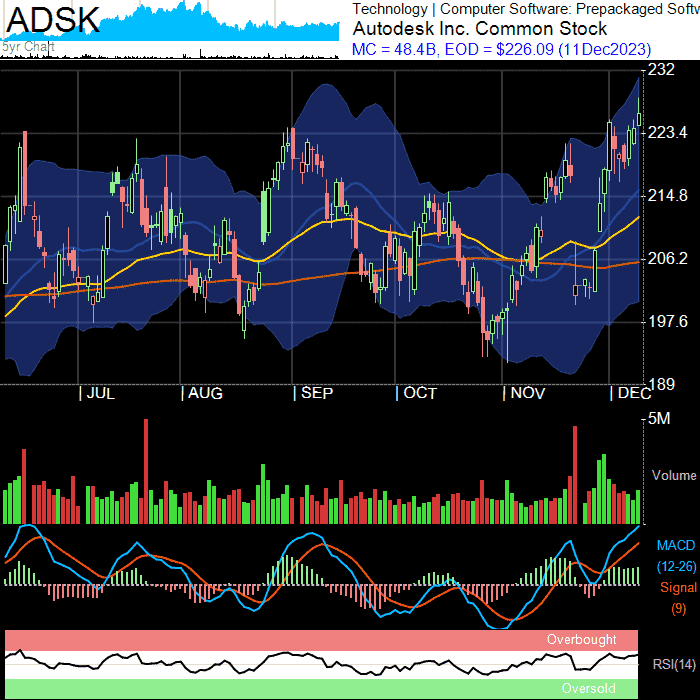 ADSK
5yr Chart
Technology | Computer Software: Prepackaged Softw
Autodesk Inc. Common Stock
MC = 48.4B, EOD = $226.09 (11Dec2023)
232
223.4
214.8
206.2
197.6
189
| JUL | AUG | SEP | OCT | NOV | DEC
5M
Volume
MACD
(12-26)
Signal
(9)
Overbought
RSI(14)
Oversold